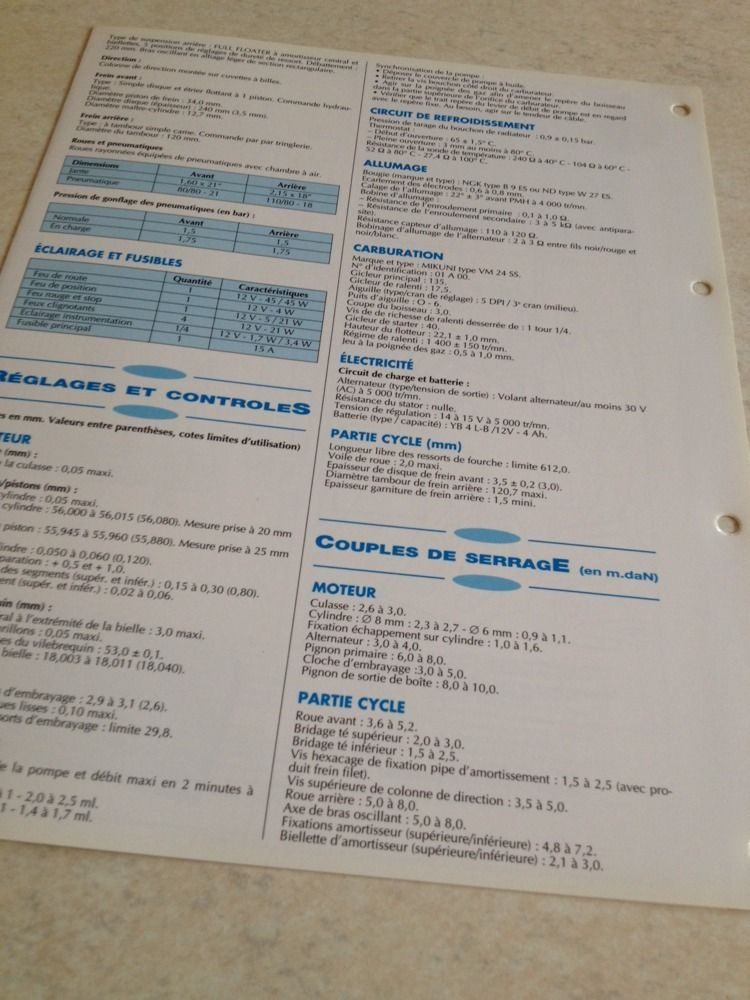 Type de suspension arrière : FULL FLOATER à amortisseur central et
biellettes, 5 positions de réglages de dureté de ressort. Débattement :
220 mm. Bras oscillant en alliage léger de section rectangulaire.
Direction :
Colonne de direction montée sur cuvettes à billes.
Frein avant :
Type : Simple disque et étrier flottant à 1 piston. Commande hydrau-
lique.
Diamètre piston de frein : 34,0 mm.
Diamètre disque (épaisseur) : 240 mm (3,5 mm).
Diamètre maître-cylindre : 12,7 mm.
Frein arrière :
Type : à tambour simple came. Commande par par tringlerie.
Diamètre du tambour : 120 mm.
Roues et pneumatiques
Roues rayonnées équipées de pneumatiques avec chambre à air.
Dimensions Avant Arrière
Jante 1,60 x 21" 2,15 x 18"
Pneumatique 80/80 - 21 110/80 - 18
Pression de gonflage des pneumatiques (en bar) :
Avant Arrière
Normale 1,5 1,5
En charge 1,75 1,75
ÉCLAIRAGE ET FUSIBLES
Quantité Caractéristiques
Feu de route 1 12 V - 45 / 45 W
Feu de position 1 12 V - 4 W
Feu rouge et stop 1 12 V - 5 / 21 W
Feux clignotants 4 12 V - 21 W
Eclairage instrumentation 1/4 12 V - 1,7 W / 3,4 W
Fusible principal 1 15 A
RÉGLAGES ET CONTROLES
es en mm. Valeurs entre parenthèses, cotes limites d'utilisation)
TEUR
(mm) :
la culasse : 0,05 maxi.
/pistons (mm) :
cylindre : 0,05 maxi.
cylindre : 56,000 à 56,015 (56,080). Mesure prise à 20 mm
piston : 55,945 à 55,960 (55,880). Mesure prise à 25 mm
indre : 0,050 à 0,060 (0,120).
paration : + 0,5 et + 1,0.
des segments (supér. et infér.) : 0,15 à 0,30 (0,80).
ent (supér. et infér.) : 0,02 à 0,06.
in (mm) :
ral à l'extrémité de la bielle : 3,0 maxi.
rillons : 0,05 maxi.
es du vilebrequin : 53,0 ± 0,1.
bielle : 18,003 à 18,011 (18,040).
d'embrayage : 2,9 à 3,1 (2,6).
ues lisses : 0,10 maxi.
sorts d'embrayage : limite 29,8.
e la pompe et débit maxi en 2 minutes à
à 1 - 2,0 à 2,5 ml.
1 - 1,4 à 1,7 ml.
Synchronisation de la pompe :
• Déposer le couvercle de pompe à huile.
• Retirer la vis bouchon côté droit du carburateur.
• Agir sur la poignée des gaz afin d'amener le repère du boisseau
dans la partie supérieure de l'orifice du carburateur.
• Vérifier que le trait repère du levier de débit de pompe est en regard
avec le repère fixe. Au besoin, agir sur le tendeur de câble.
CIRCUIT DE REFROIDISSEMENT
Pression de tarage du bouchon de radiateur : 0,9 ± 0,15 bar.
Thermostat :
– Début d'ouverture : 65 ± 1,5° C.
– Pleine ouverture : 3 mm au moins à 80° C.
Résistance de la sonde de température : 240 Ω à 40° C - 104 Ω à 60° C -
52 Ω à 80° C - 27,4 Ω à 100° C.
ALLUMAGE
Bougie (marque et type) : NGK type B 9 ES ou ND type W 27 ES.
Ecartement des électrodes : 0,6 à 0,8 mm.
Calage de l'allumage : 22° ± 3° avant PMH à 4 000 tr/mn.
Bobine d'allumage :
– Résistance de l'enroulement primaire : 0,1 à 1,0 Ω.
– Résistance de l'enroulement secondaire : 3 à 5 kΩ (avec antipara-
site).
Résistance capteur d'allumage : 110 à 120 Ω.
Bobinage d'allumage de l'alternateur : 2 à 3 Ω entre fils noir/rouge et
noir/blanc.
CARBURATION
Marque et type : MIKUNI type VM 24 SS.
N° d'identification : 01 A 00.
Gicleur principal : 135.
Gicleur de ralenti : 17,5.
Aiguille (type/cran de réglage) : 5 DPI / 3e cran (milieu).
Puits d'aiguille : O - 6.
Coupe du boisseau : 3,0.
Vis de de richesse de ralenti desserrée de : 1 tour 1/4.
Gicleur de starter : 40.
Hauteur du flotteur : 22,1 ± 1,0 mm.
Régime de ralenti : 1 400 ± 150 tr/mn.
Jeu à la poignée des gaz : 0,5 à 1,0 mm.
ÉLECTRICITÉ
Circuit de charge et batterie :
Alternateur (type/tension de sortie) : Volant alternateur/au moins 30 V
(AC) à 5 000 tr/mn.
Résistance du stator : nulle.
Tension de régulation : 14 à 15 V à 5 000 tr/mn.
Batterie (type / capacité) : YB 4 L-B /12V - 4 Ah.
PARTIE CYCLE (mm)
Longueur libre des ressorts de fourche : limite 612,0.
Voile de roue : 2,0 maxi.
Epaisseur de disque de frein avant : 3,5 ± 0,2 (3,0).
Diamètre tambour de frein arrière : 120,7 maxi.
Epaisseur garniture de frein arrière : 1,5 mini.
COUPLES DE SERRAGE (en m.daN)
MOTEUR
Culasse : 2,6 à 3,0.
Cylindre : Ø 8 mm : 2,3 à 2,7 - Ø 6 mm : 0,9 à 1,1.
Fixation échappement sur cylindre : 1,0 à 1,6.
Alternateur : 3,0 à 4,0.
Pignon primaire : 6,0 à 8,0.
Cloche d'embrayage :3,0 à 5,0.
Pignon de sortie de boîte : 8,0 à 10,0.
PARTIE CYCLE
Roue avant : 3,6 à 5,2.
Bridage té supérieur : 2,0 à 3,0.
Bridage té inférieur : 1,5 à 2,5.
Vis hexacage de fixation pipe d'amortissement : 1,5 à 2,5 (avec pro-
duit frein filet).
Vis supérieure de colonne de direction : 3,5 à 5,0.
Roue arrière : 5,0 à 8,0.
Axe de bras oscillant : 5,0 à 8,0.
Fixations amortisseur (supérieure/inférieure) : 4,8 à 7,2.
Biellette d'amortisseur (supérieure/inférieure) : 2,1 à 3,0.